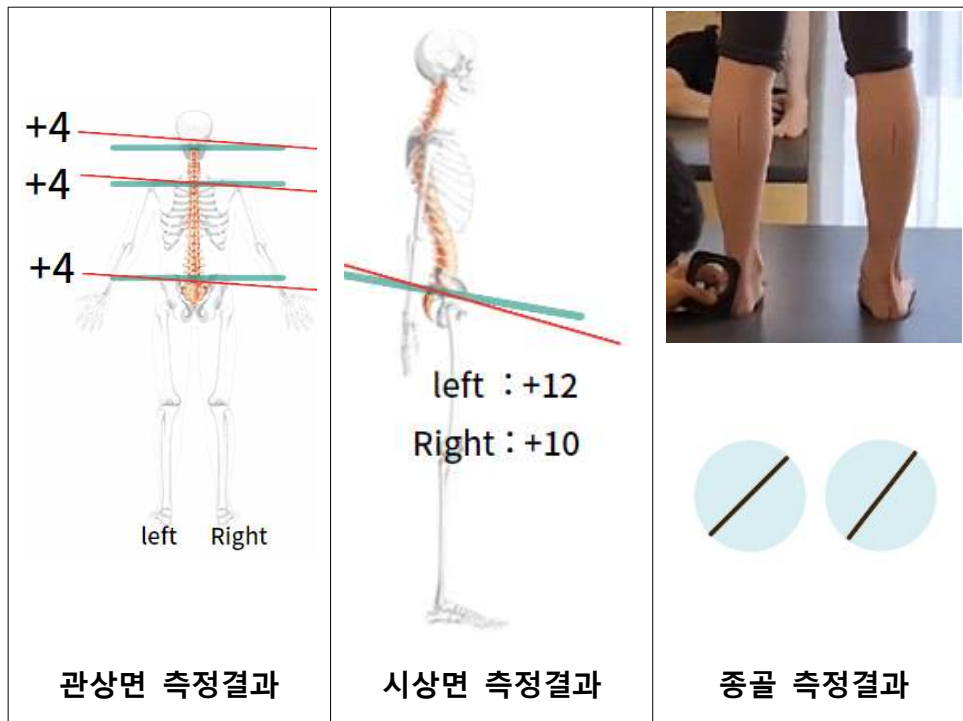 +4
+4
+4
left Right
관상면 측정결과
left : +12
Right : +10
시상면 측정결과
종골 측정결과